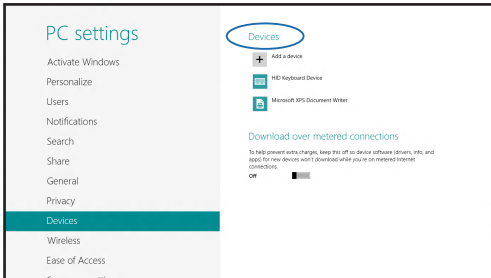 PC settings
Activate Windows
Personalize
Users
Notifications
Search
Share
General
Privacy
Devices
Wireless
Ease of Access
Devices
Add a device
HID Keyboard Device
Microsoft XPS Document Writer
Download over metered connections
To help prevent extra charges, keep this off so device software (drivers, info, and
apps) for new devices won't download while you're on metered Internet
connections.
Off